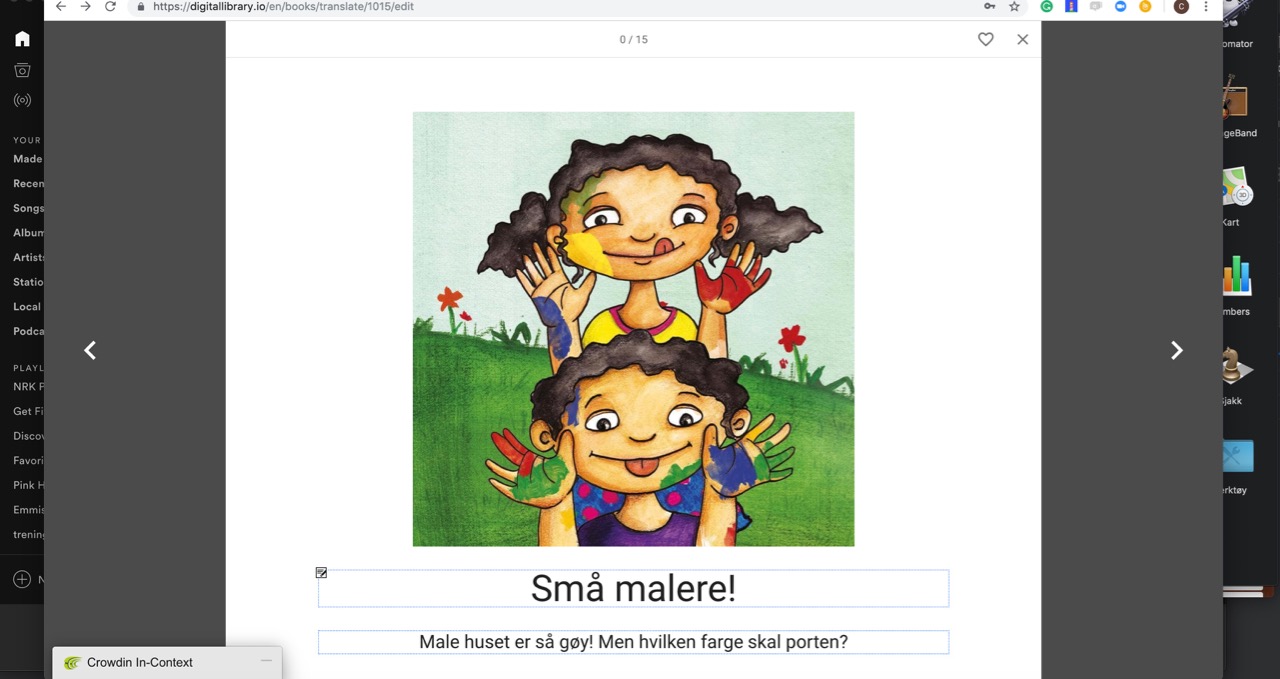 https://digitallibrary.io/en/books/translate/1015/edit
C
0 / 15
YOUR
Made
Recen
Songs
Album
Artists
Statio
Local
Podca
PLAYL
NRK P
Get Fi
Discov
Favori
Pink H
Emmis
trenin
N
omator
geBand
Kart
mbers
Sjakk
erktøy
Små malere!
Male huset er så gøy! Men hvilken farge skal porten?
Crowdin In-Context